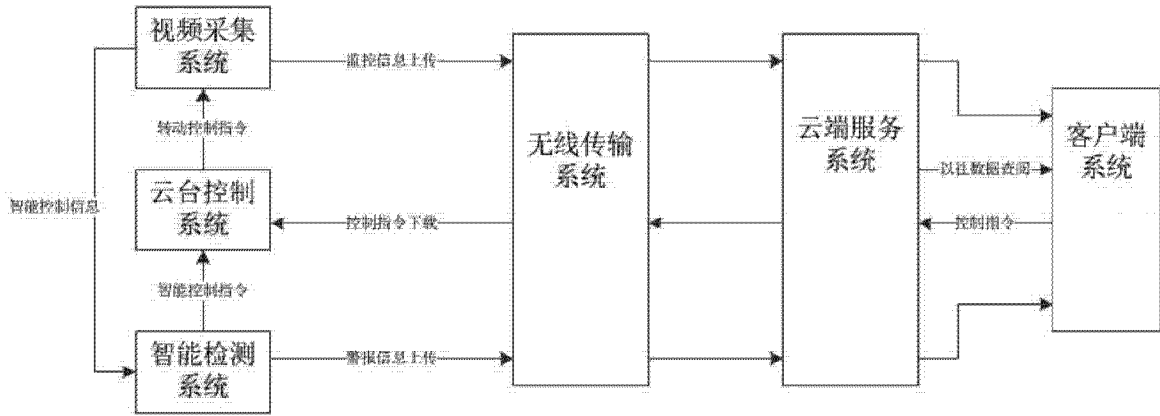 视频采集
系统
监控信息上传
转动控制指令
无线传输
系统
云端服务
系统
客户端
系统
云台控制
系统
以往数据查阅
智能控制信息
控制指令下载
控制指令
智能控制指令
智能检测
系统
警报信息上传